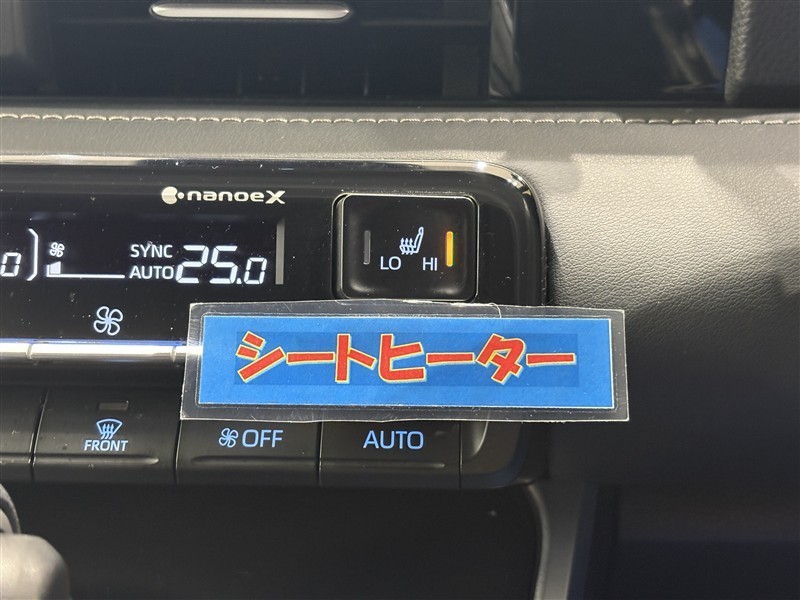 nanoeX
SYNC
AUTO 25.0
LO HI
シートヒーター
FRONT
OFF
AUTO